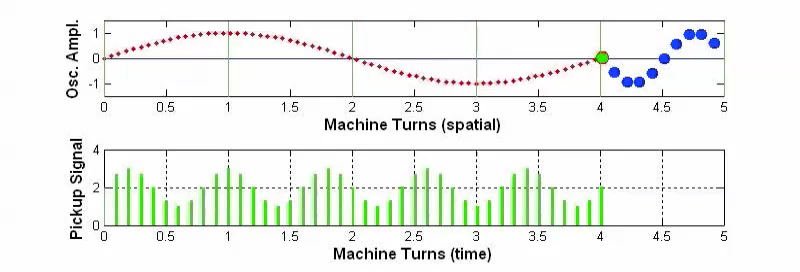 Osc. Ampl.
1
0
-1
0 0.5 1 1.5 2 2.5 3 3.5 4 4.5 5
Machine Turns (spatial)
Pickup Signal
4
2
0
0 0.5 1 1.5 2 2.5 3 3.5 4 4.5 5
Machine Turns (time)